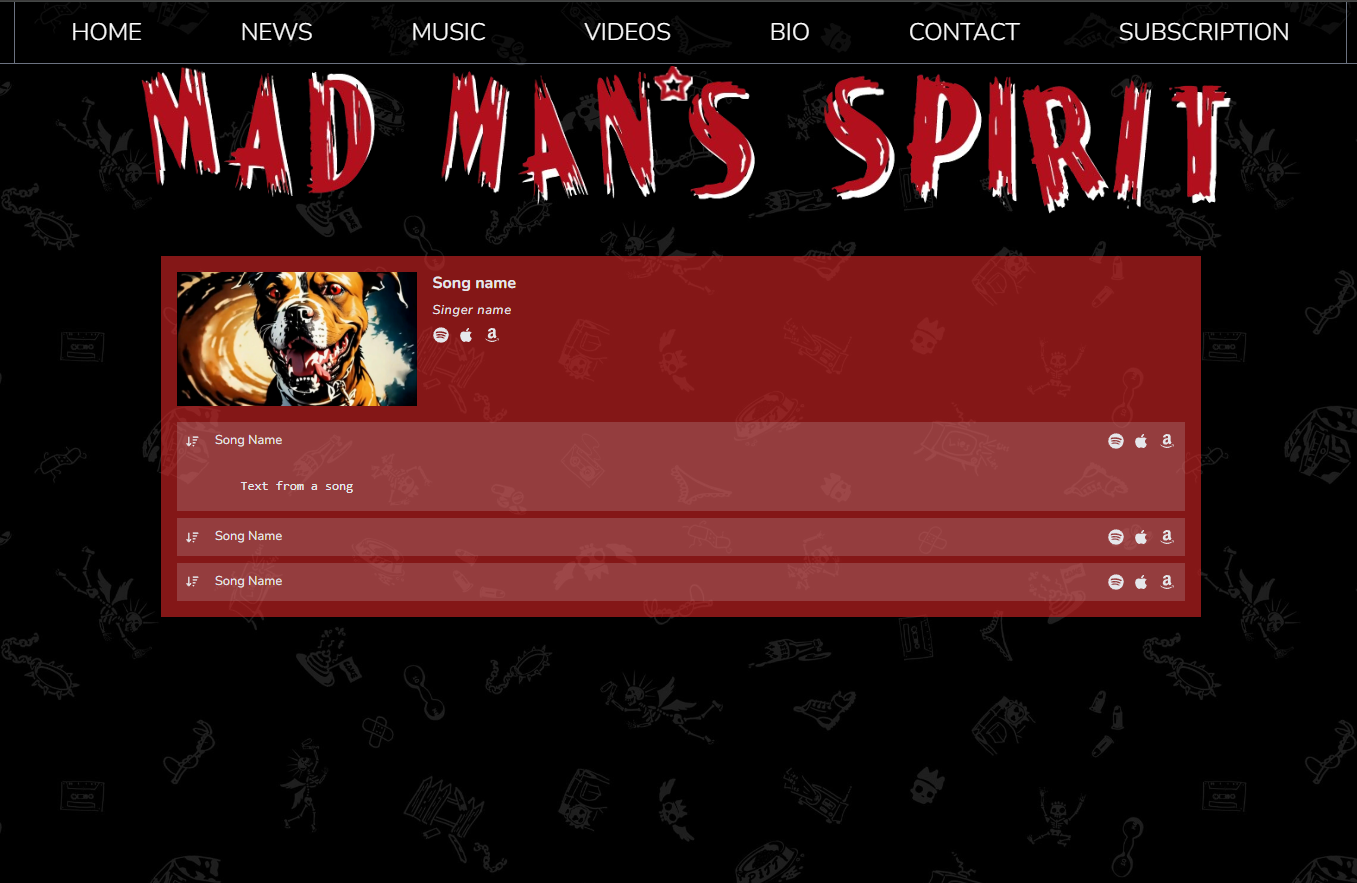 HOME NEWS MUSIC VIDEOS BIO CONTACT SUBSCRIPTION
MAD MAN'S SPIRIT
Song name
Singer name
Song Name
Text from a song
Song Name
Song Name